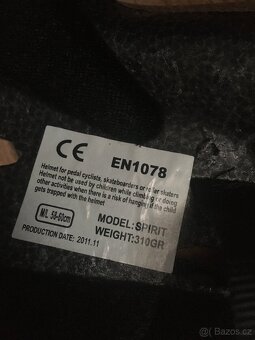 CE EN1078
Helmet for pedal cyclists, skateboarders or roller skaters
Helmet not be used by children while climbing or doing
other activities when there is a risk of hanging if the child
gets trapped with the helmet
M/L 58-60cm
MODEL:SPIRIT
WEIGHT:310GR
PRODUCTION DATE: 2011.11
Bazoš.cz